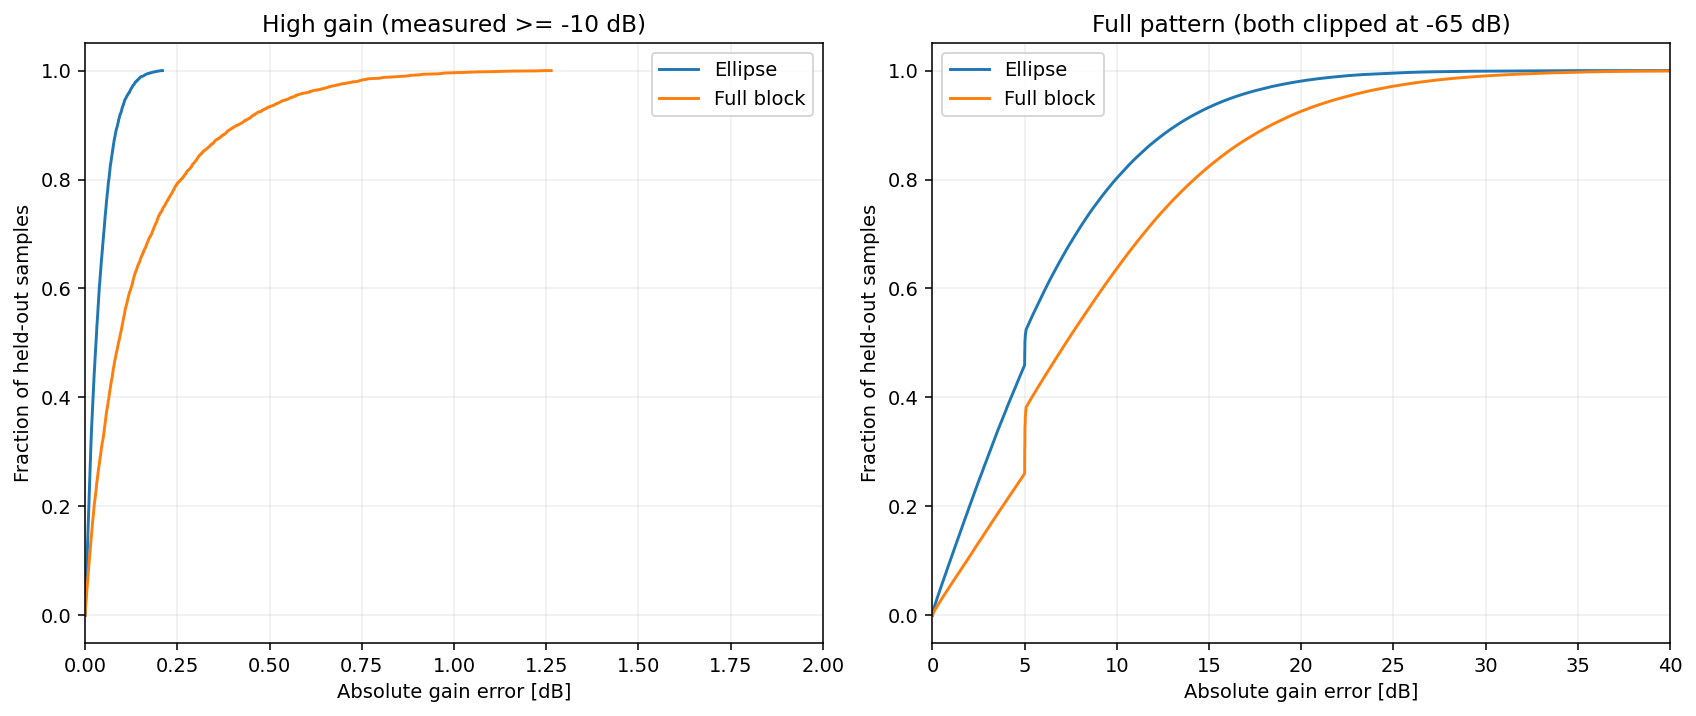 High gain (measured >= -10 dB)
Ellipse
Full block
1.0
0.8
0.6
0.4
0.2
0.0
Fraction of held-out samples
0.00 0.25 0.50 0.75 1.00 1.25 1.50 1.75 2.00
Absolute gain error [dB]
Full pattern (both clipped at -65 dB)
Ellipse
Full block
1.0
0.8
0.6
0.4
0.2
0.0
Fraction of held-out samples
0 5 10 15 20 25 30 35 40
Absolute gain error [dB]